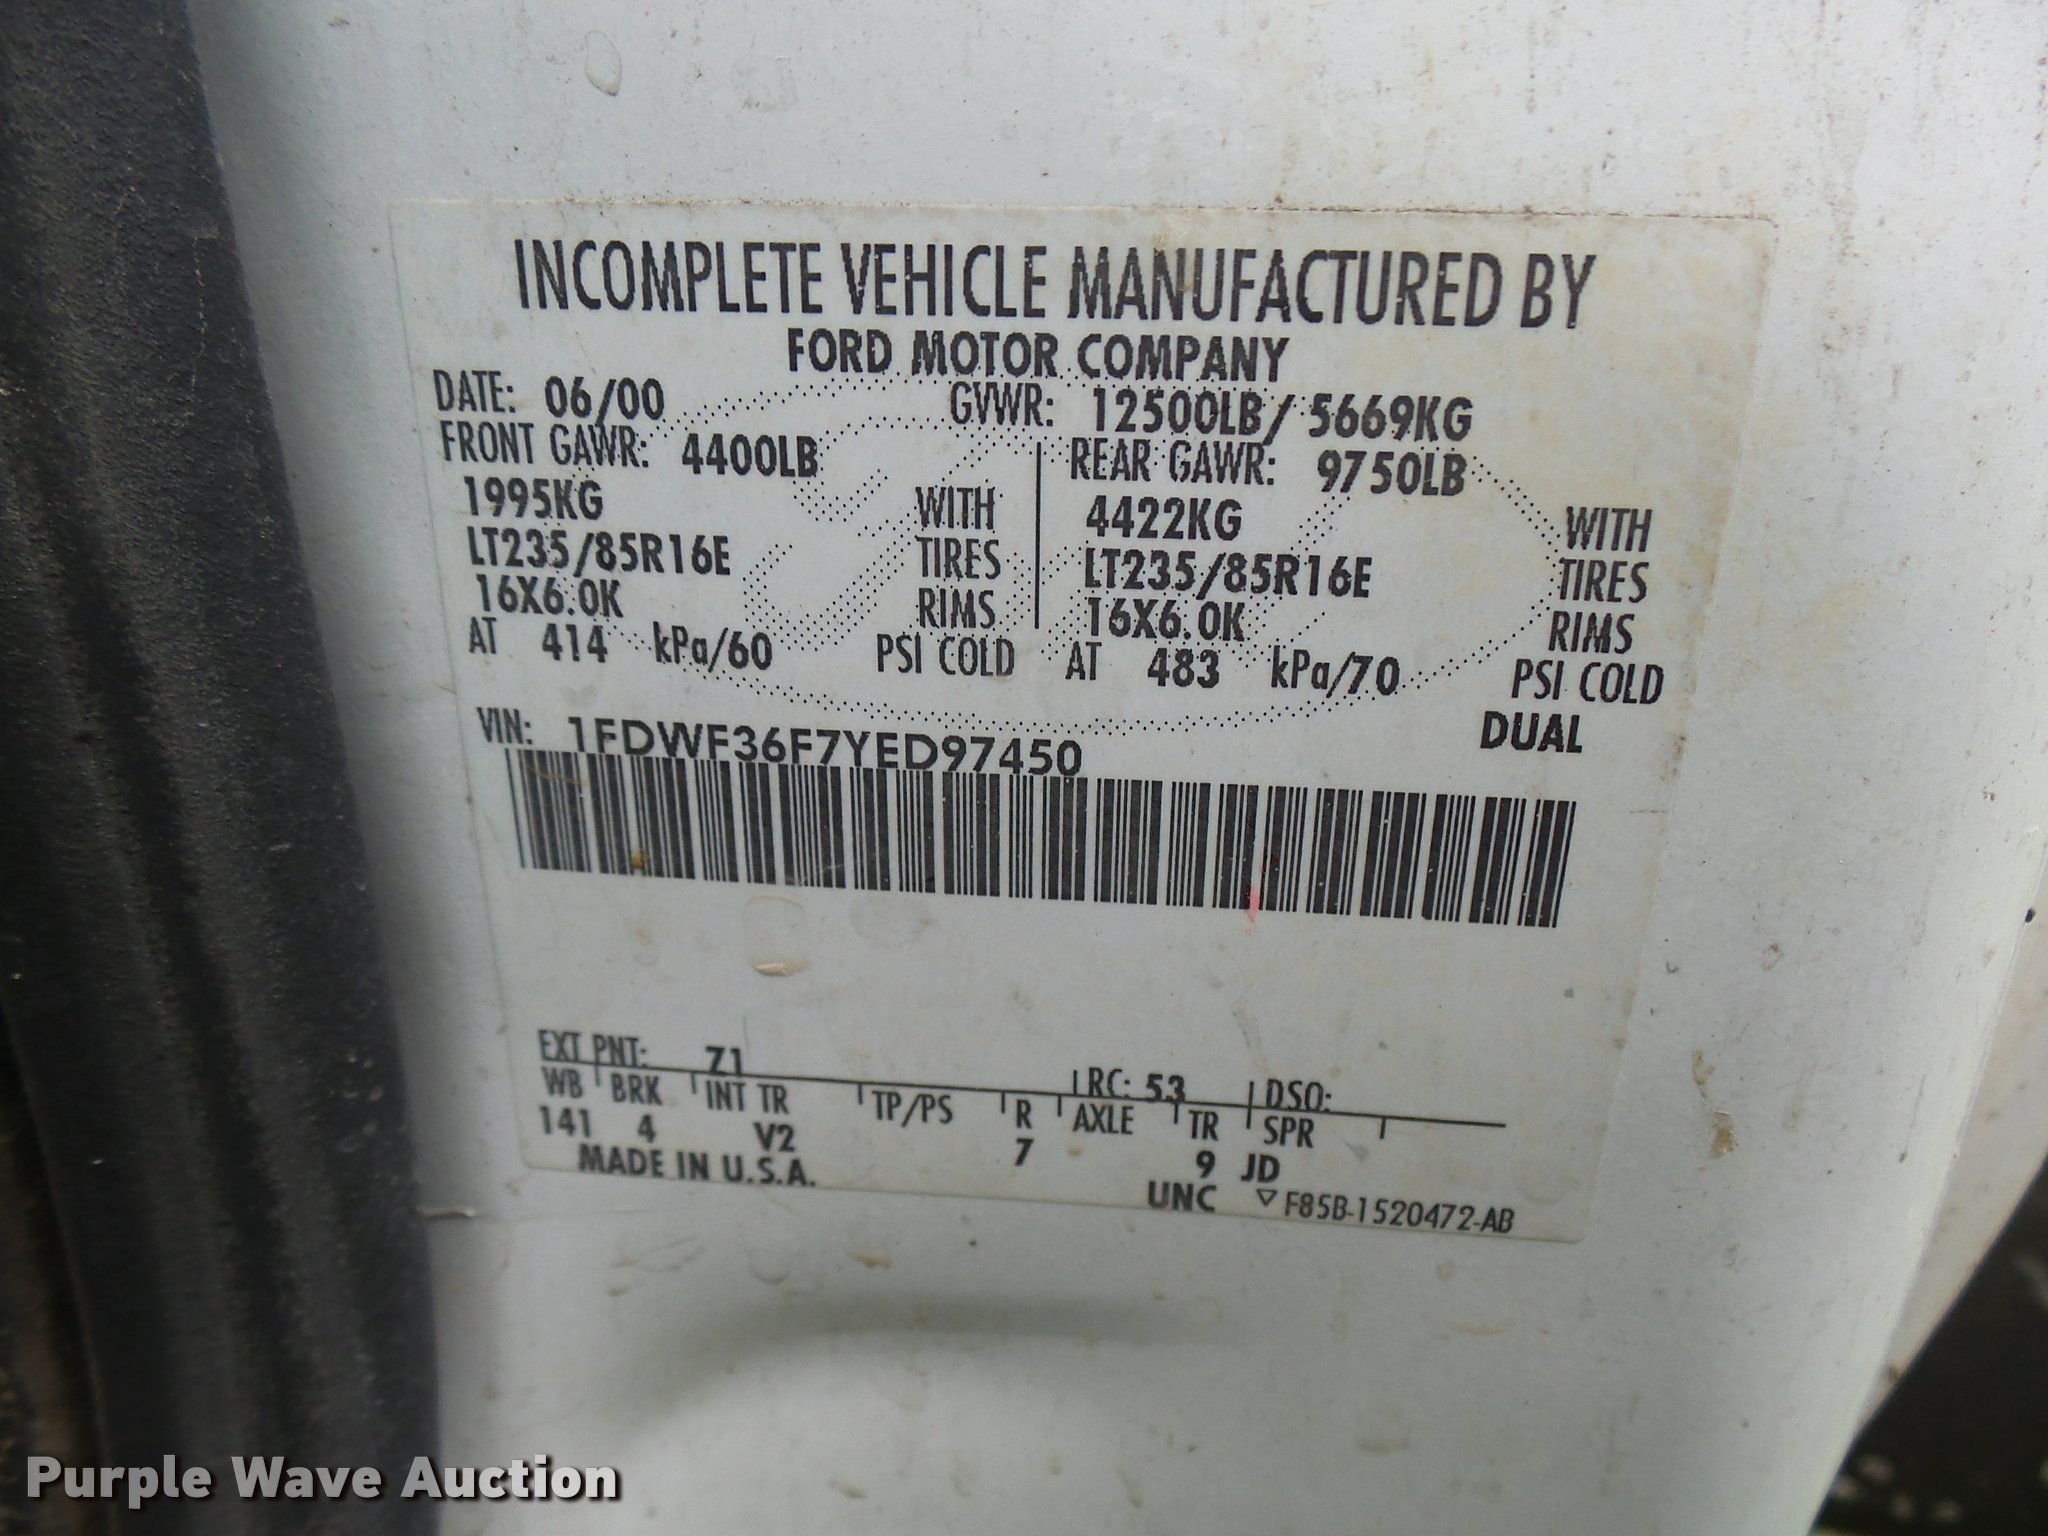 INCOMPLETE VEHICLE MANUFACTURED BY
FORD MOTOR COMPANY
DATE: 06/00 GVWR: 12500LB/ 5669KG
FRONT GAWR: 4400LB REAR GAWR: 9750LB
1995KG WITH 4422KG WITH
LT235/85R16E TIRES LT235/85R16E TIRES
16X6.0K RIMS 16X6.0K RIMS
AT 414 kPa/60 PSI COLD AT 483 kPa/70 PSI COLD
DUAL
VIN: 1FDWF36F7YED97450
EXT PNT: Z1 RC: 53 DSO:
WB BRK INT TR TP/PS R AXLE TR SPR
141 4 V2 7 9 JD
MADE IN U.S.A. UNC ▽ F85B-1520472-AB
Purple Wave Auction